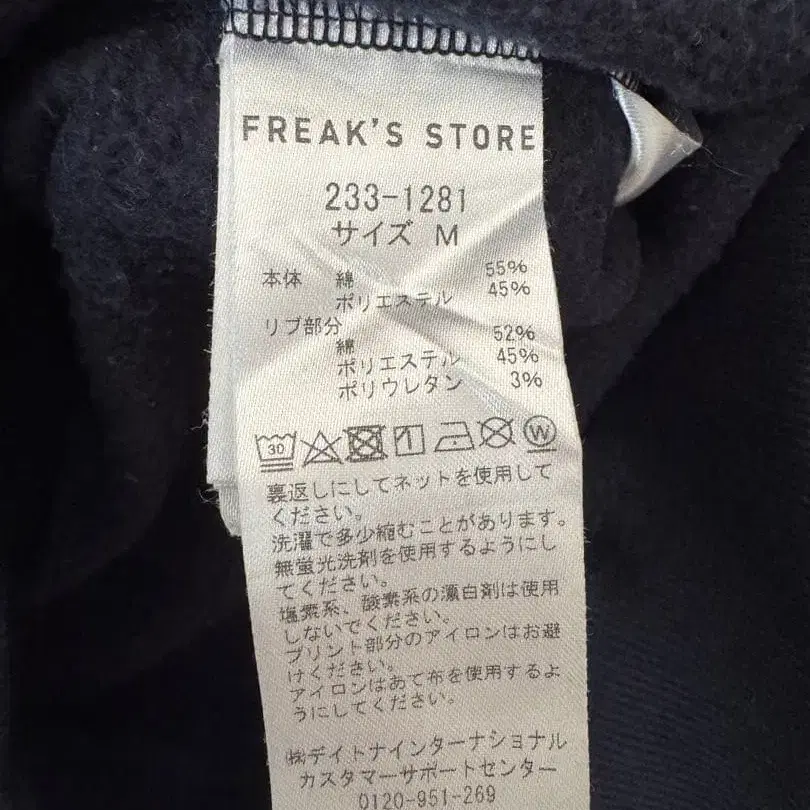 FREAK'S STORE
233-1281
サイズ M
本体 綿 55%
ポリエステル 45%
リブ部分
綿 52%
ポリエステル 45%
ポリウレタン 3%
30 W
裏返しにしてネットを使用して
ください。
洗濯で多少縮むことがあります。
無蛍光洗剤を使用するようにし
てください。
塩素系、酸素系の漂白剤は使用
しないでください。
プリント部分のアイロンはお避
けください。
アイロンはあて布を使用するよ
うにしてください。
㈱デイトナインターナショナル
カスタマーサポートセンター
0120-951-269